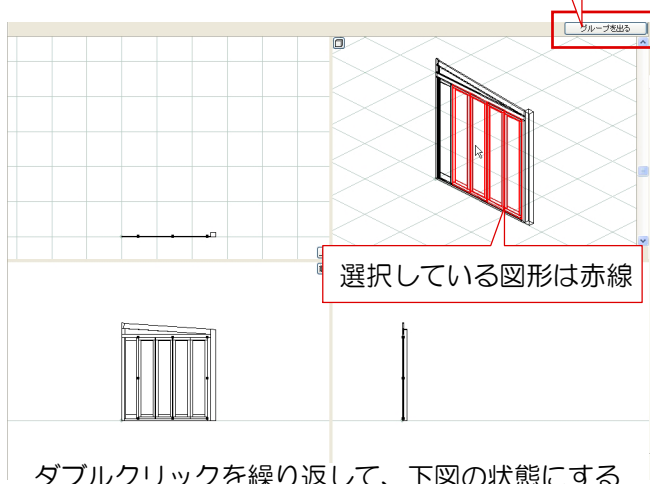 グループを出る
選択している図形は赤線
ダブルクリックを繰り返して、下図の状態にする